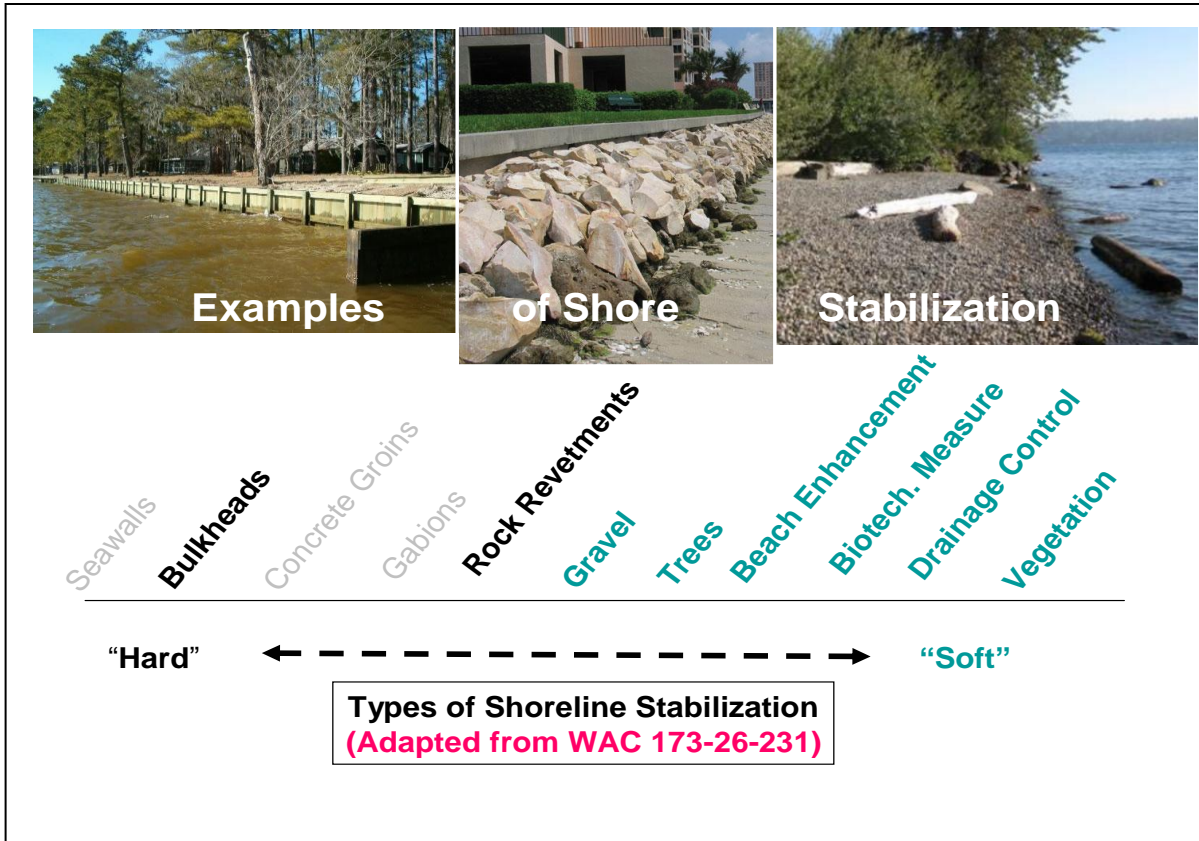 Examples of Shore Stabilization
Seawalls
Bulkheads
Concrete Groins
Gabions
Rock Revetments
Gravel
Trees
Beach Enhancement
Biotech. Measure
Drainage Control
Vegetation
“Hard” “Soft”
Types of Shoreline Stabilization
(Adapted from WAC 173-26-231)